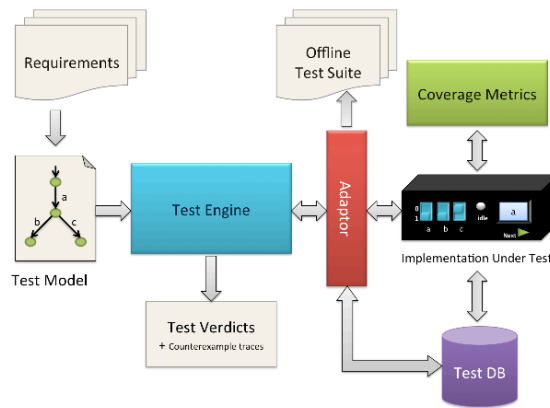 Requirements
Offline
Test Suite
Coverage Metrics
a
b
c
Test Model
Test Engine
Adaptor
0
1
a b c
idle
a
Next
Implementation Under Test
Test Verdicts
+ Counterexample traces
Test DB